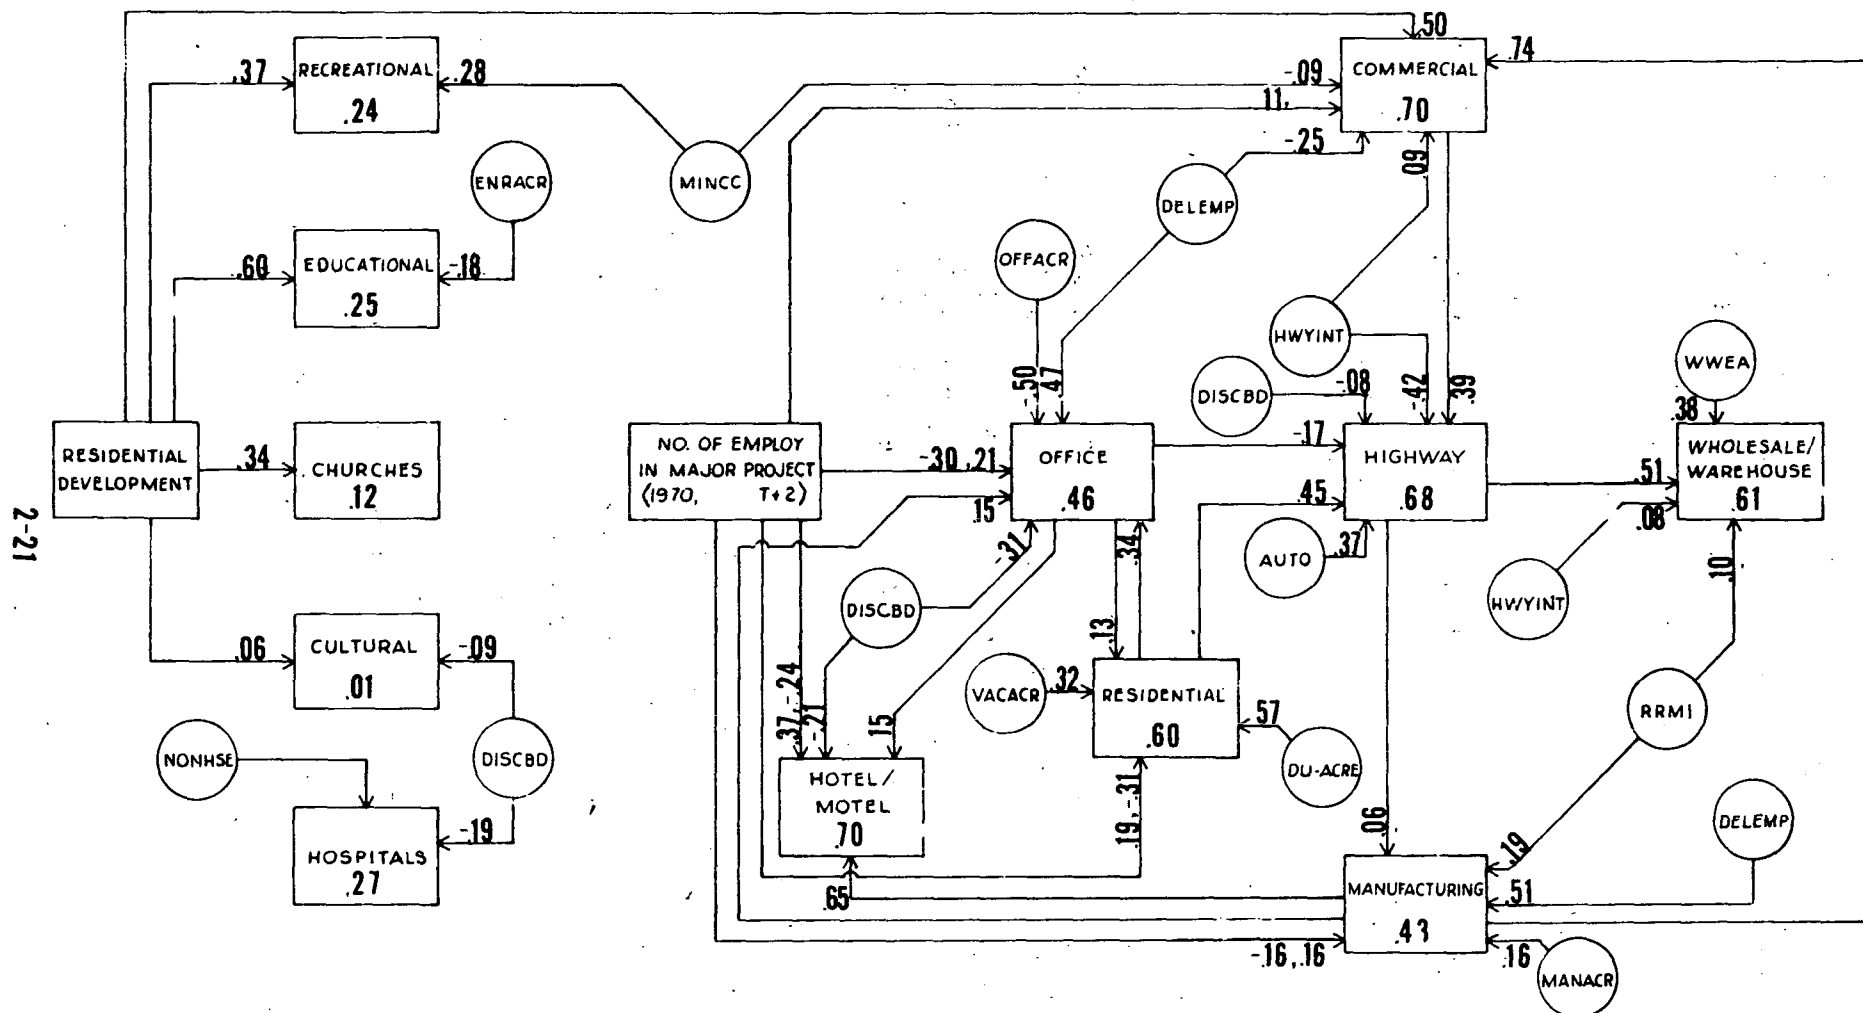 .50
.37
RECREATIONAL
.24
.28
-.09
COMMERCIAL
.70
.74
11,
-.25
.09
ENRACR
MINCC
DELEMP
.60
EDUCATIONAL
.25
-.18
OFFACR
HWYINT
WWEA
-.50
.47
DISCBD
-.08
-.42
.39
.38
RESIDENTIAL
DEVELOPMENT
.34
CHURCHES
.12
NO. OF EMPLOY
IN MAJOR PROJECT
(1970, T+2)
-.30 ,.21
.15
OFFICE
.46
-.17
HIGHWAY
.68
.45
.51
WHOLESALE/
WAREHOUSE
.61
.08
2-21
-.31
.34
AUTO
.37
HWYINT
.10
DISCBD
.13
.06
CULTURAL
.01
-.09
.37,-.24
-.21
.15
VACACR
.32
RESIDENTIAL
.60
.57
DU-ACRE
RRMI
NONHSE
DISCBD
HOTEL/
MOTEL
.70
.19,-.31
.06
DELEMP
-.19
HOSPITALS
.27
.65
MANUFACTURING
.43
.19
.51
-.16,.16
.16
MANACR